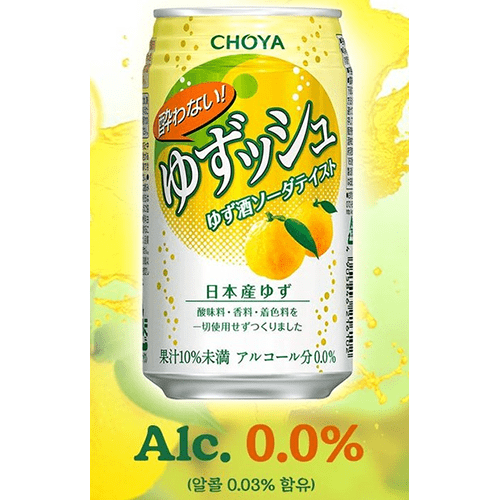 CHOYA
酔わない!
ゆずッシュ
ゆず酒ソーダテイスト
日本産ゆず
酸味料・香料・着色料を
一切使用せずつくりました
果汁10%未満 アルコール分0.0%
Alc. 0.0%
(알콜 0.03% 함유)